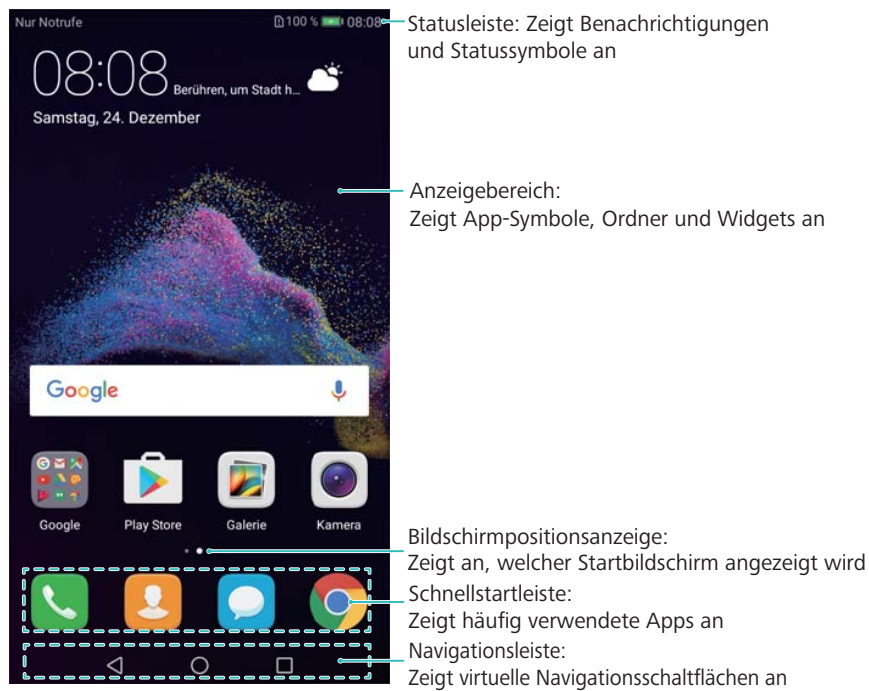 Nur Notrufe 100 % 08:08
08:08 Berühren, um Stadt h...
Samstag, 24. Dezember
Google
Google Play Store Galerie Kamera
Statusleiste: Zeigt Benachrichtigungen
und Statussymbole an
Anzeigebereich:
Zeigt App-Symbole, Ordner und Widgets an
Bildschirmpositionsanzeige:
Zeigt an, welcher Startbildschirm angezeigt wird
Schnellstartleiste:
Zeigt häufig verwendete Apps an
Navigationsleiste:
Zeigt virtuelle Navigationsschaltflächen an